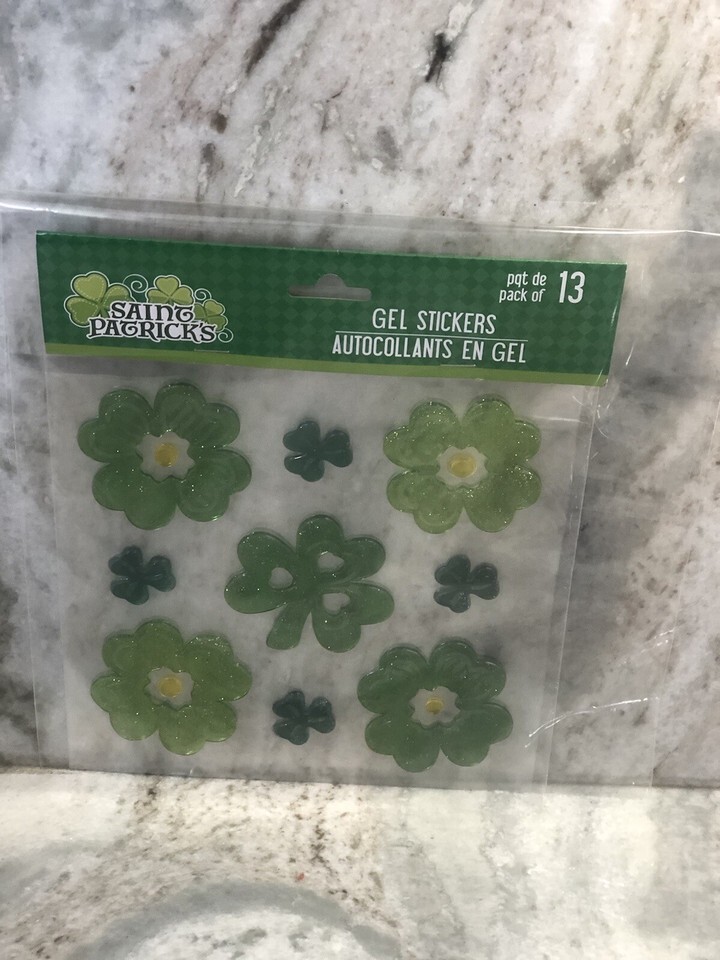 SAINT
PATRICK'S
pqt de
pack of 13
GEL STICKERS
AUTOCOLLANTS EN GEL